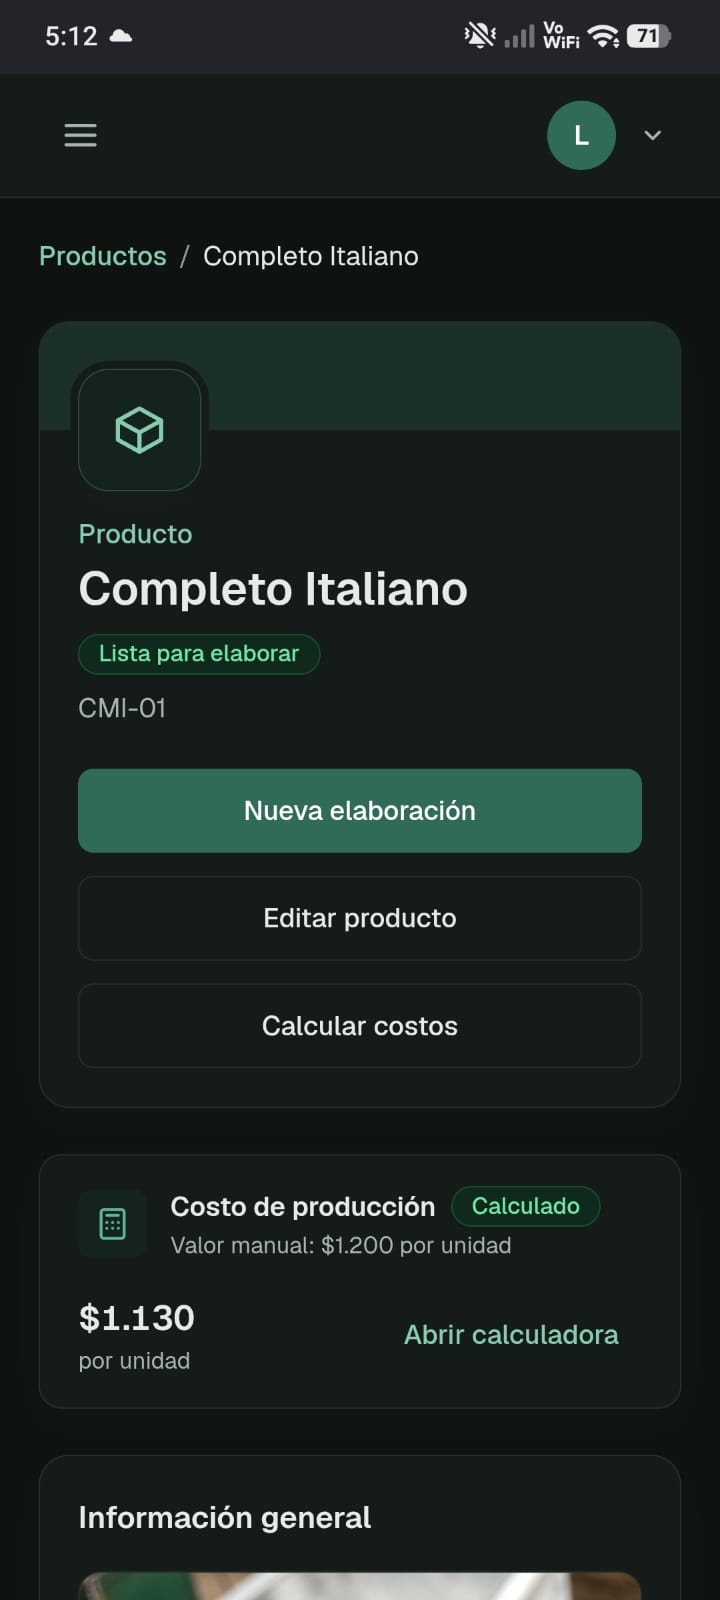 5:12
Vo
WiFi
71
L
Productos / Completo Italiano
Producto
Completo Italiano
Lista para elaborar
CMI-01
Nueva elaboración
Editar producto
Calcular costos
Costo de producción Calculado
Valor manual: $1.200 por unidad
$1.130
por unidad
Abrir calculadora
Información general